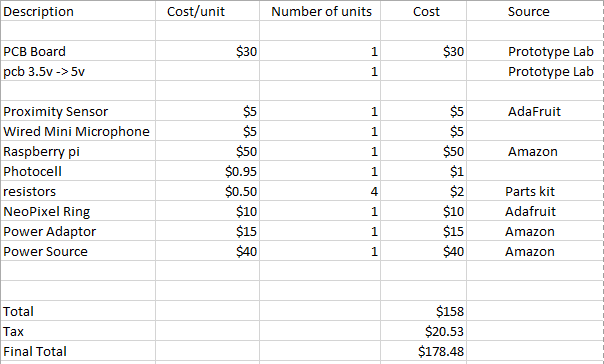 Description Cost/unit Number of units Cost Source
PCB Board $30 1 $30 Prototype Lab
pcb 3.5v -> 5v 1 Prototype Lab
Proximity Sensor $5 1 $5 AdaFruit
Wired Mini Microphone $5 1 $5
Raspberry pi $50 1 $50 Amazon
Photocell $0.95 1 $1
resistors $0.50 4 $2 Parts kit
NeoPixel Ring $10 1 $10 Adafruit
Power Adaptor $15 1 $15 Amazon
Power Source $40 1 $40 Amazon
Total $158
Tax $20.53
Final Total $178.48